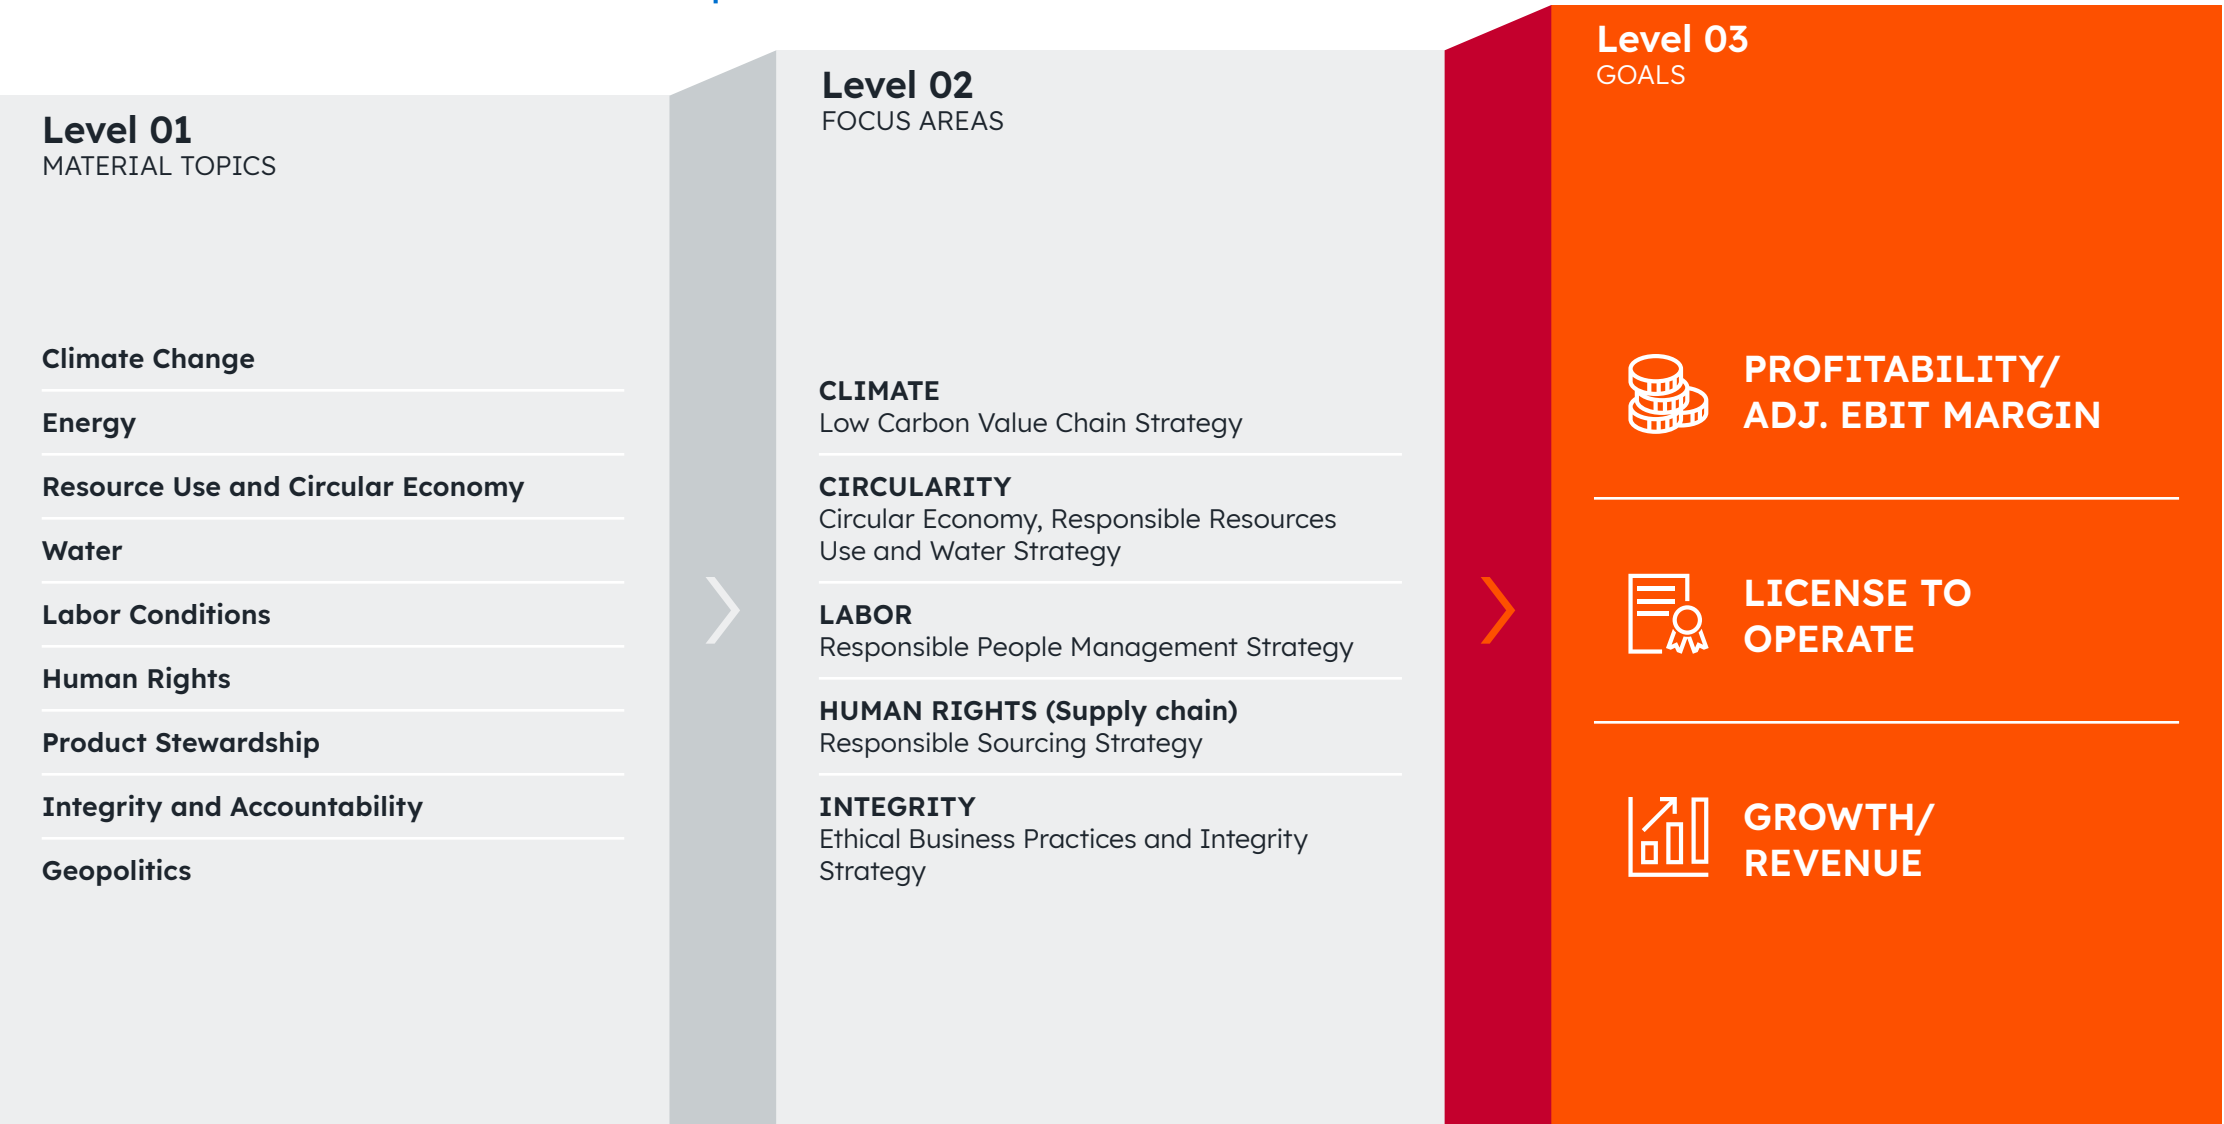 Level 01
MATERIAL TOPICS
Climate Change
Energy
Resource Use and Circular Economy
Water
Labor Conditions
Human Rights
Product Stewardship
Integrity and Accountability
Geopolitics
Level 02
FOCUS AREAS
CLIMATE
Low Carbon Value Chain Strategy
CIRCULARITY
Circular Economy, Responsible Resources
Use and Water Strategy
LABOR
Responsible People Management Strategy
HUMAN RIGHTS (Supply chain)
Responsible Sourcing Strategy
INTEGRITY
Ethical Business Practices and Integrity
Strategy
Level 03
GOALS
PROFITABILITY/
ADJ. EBIT MARGIN
LICENSE TO
OPERATE
GROWTH/
REVENUE